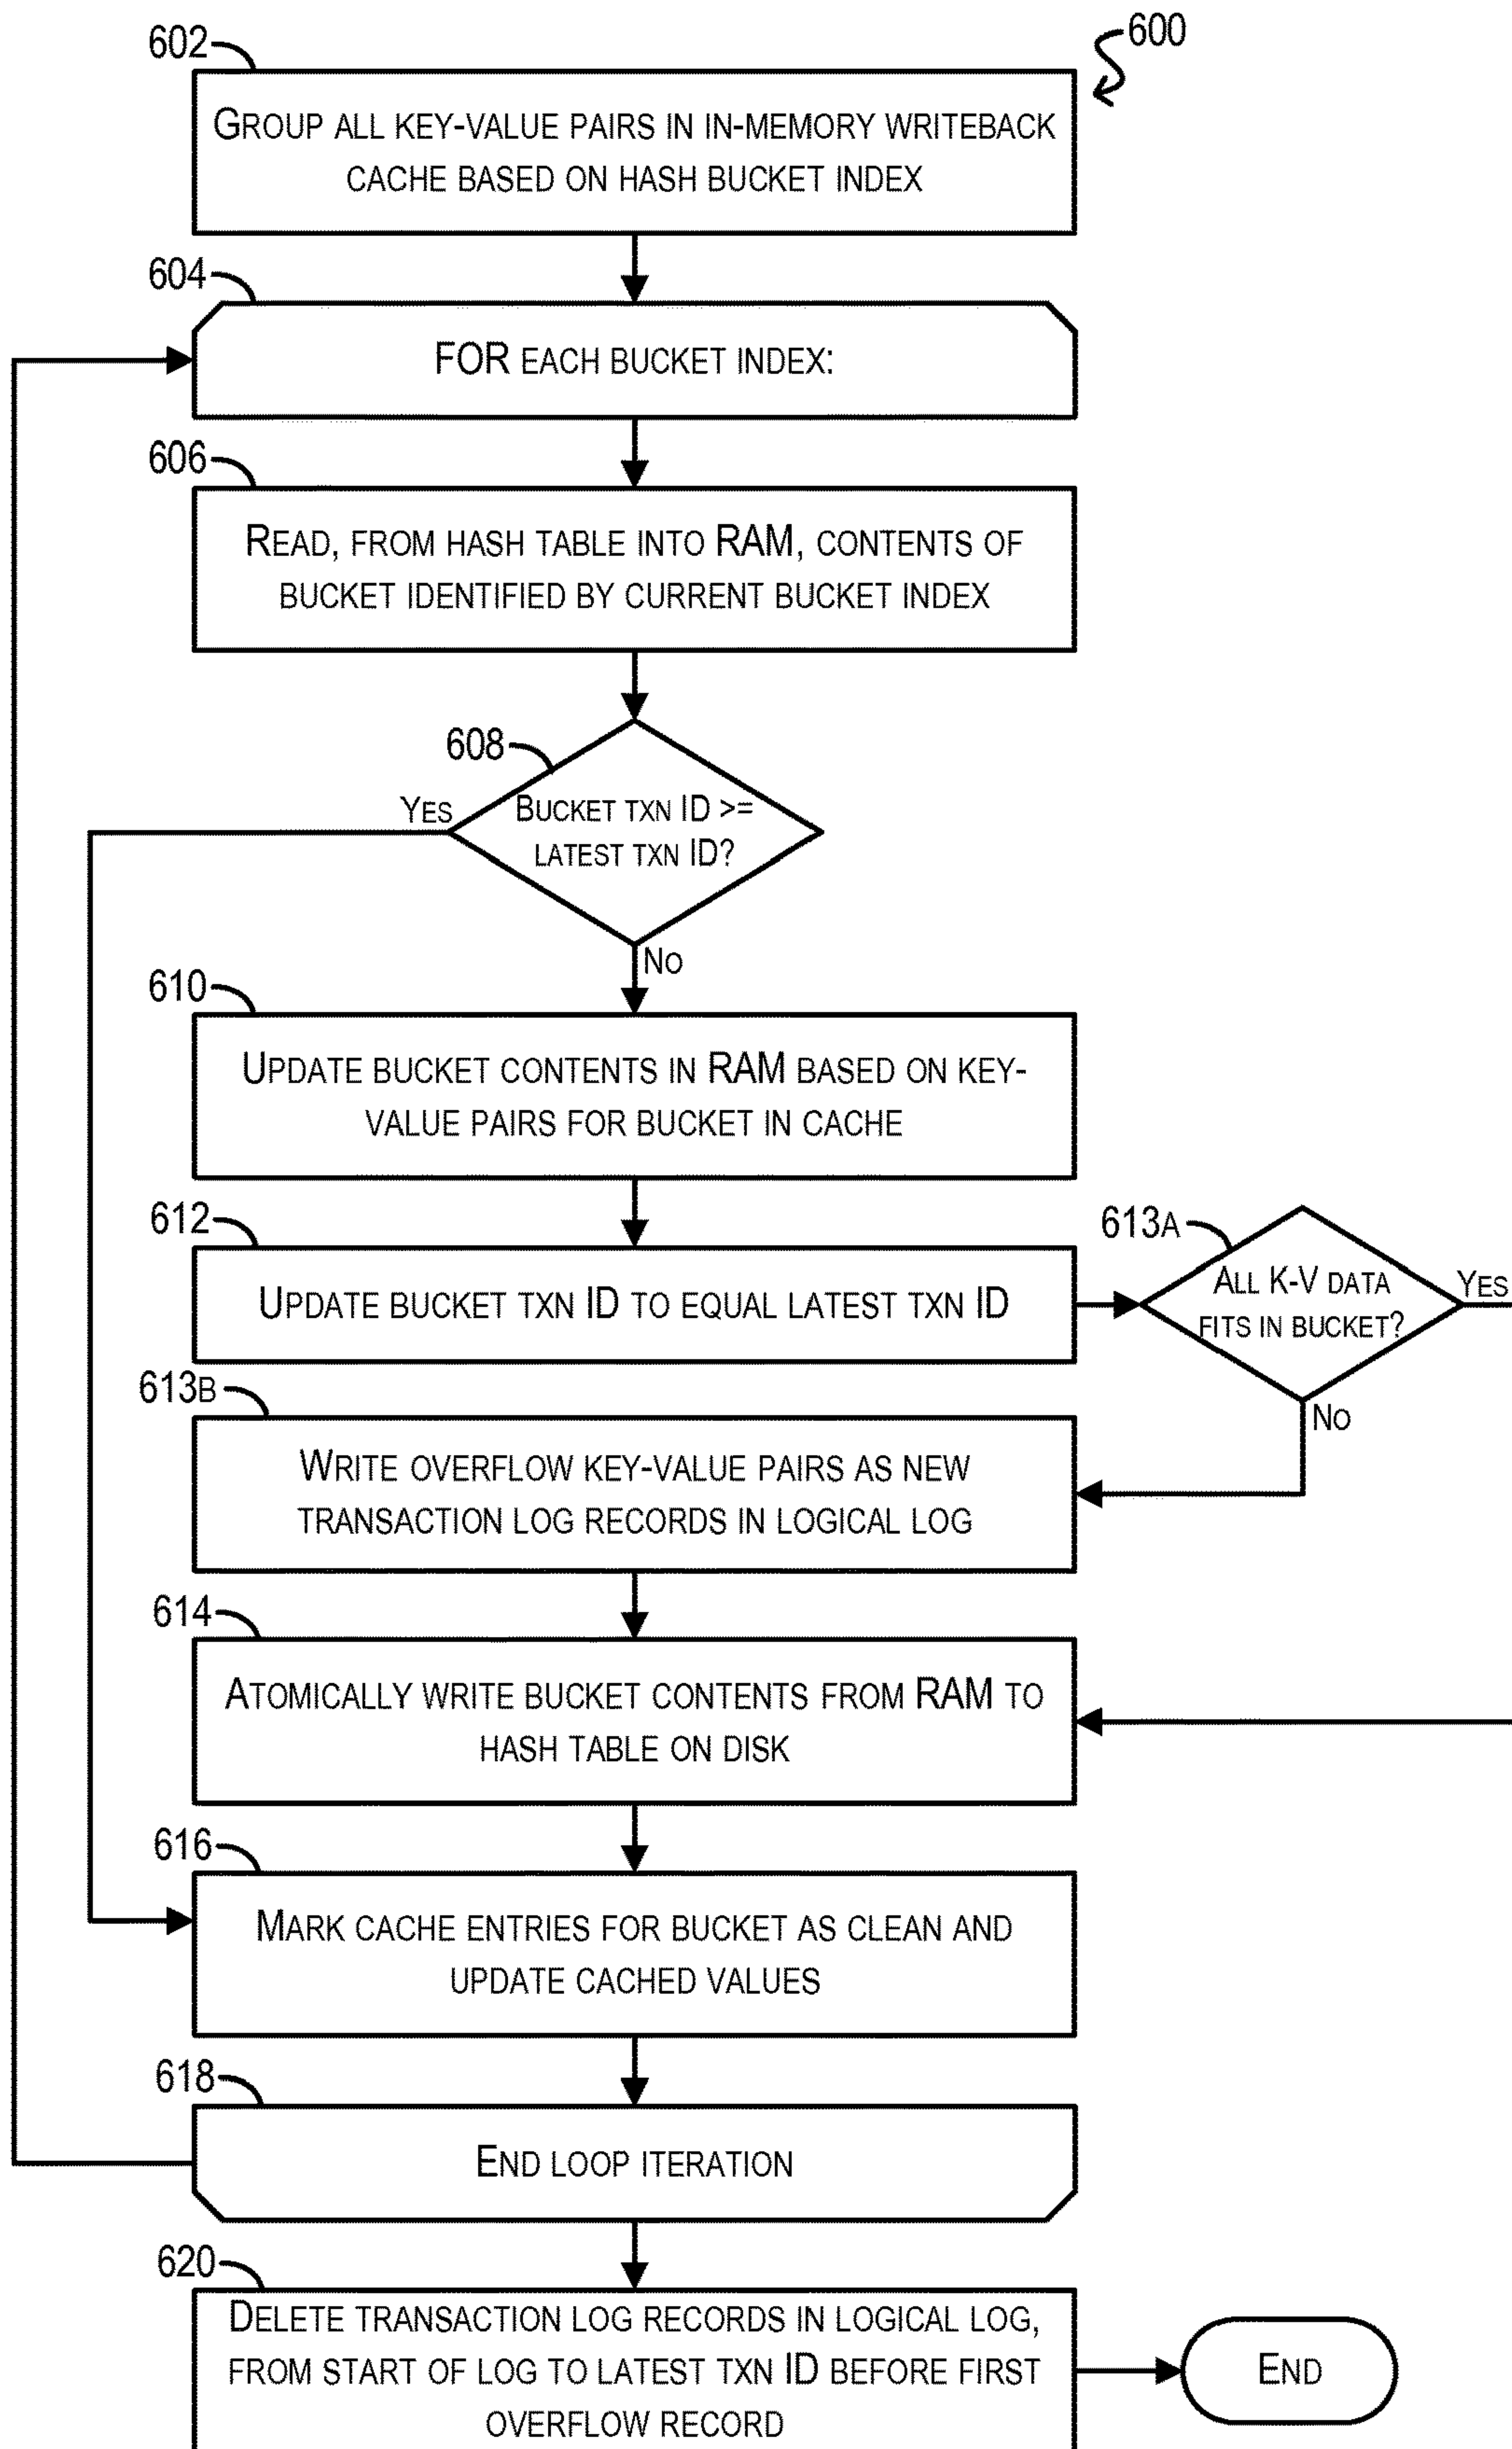 600
602
GROUP ALL KEY-VALUE PAIRS IN IN-MEMORY WRITEBACK
CACHE BASED ON HASH BUCKET INDEX
604
FOR EACH BUCKET INDEX:
606
READ, FROM HASH TABLE INTO RAM, CONTENTS OF
BUCKET IDENTIFIED BY CURRENT BUCKET INDEX
608
YES
BUCKET TXN ID >=
LATEST TXN ID?
NO
610
UPDATE BUCKET CONTENTS IN RAM BASED ON KEY-
VALUE PAIRS FOR BUCKET IN CACHE
612
UPDATE BUCKET TXN ID TO EQUAL LATEST TXN ID
613A
ALL K-V DATA
FITS IN BUCKET?
YES
NO
613B
WRITE OVERFLOW KEY-VALUE PAIRS AS NEW
TRANSACTION LOG RECORDS IN LOGICAL LOG
614
ATOMICALLY WRITE BUCKET CONTENTS FROM RAM TO
HASH TABLE ON DISK
616
MARK CACHE ENTRIES FOR BUCKET AS CLEAN AND
UPDATE CACHED VALUES
618
END LOOP ITERATION
620
DELETE TRANSACTION LOG RECORDS IN LOGICAL LOG,
FROM START OF LOG TO LATEST TXN ID BEFORE FIRST
OVERFLOW RECORD
END